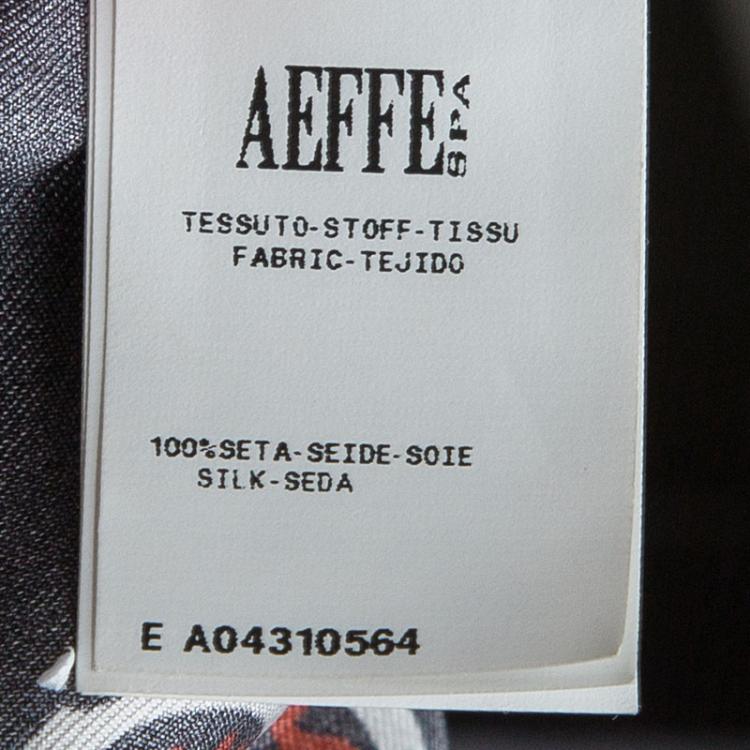 AEFFE SPA
TESSUTO-STOFF-TISSU
FABRIC-TEJIDO
100%SETA-SEIDE-SOIE
SILK-SEDA
E A04310564